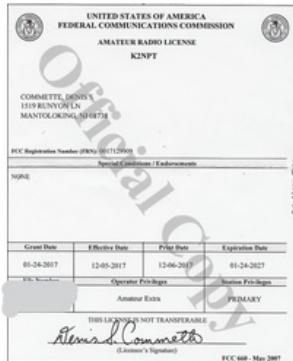 UNITED STATES OF AMERICA
FEDERAL COMMUNICATIONS COMMISSION
AMATEUR RADIO LICENSE
K2NPT
COMMETTE, DENIS S
1519 RUNYON LN
MANTOLOKING, NJ 08738
FCC Registration Number (FRN):
Special Conditions / Endorsements
NONE
Grant Date Effective Date Print Date Expiration Date
01-24-2017 12-05-2017 12-06-2017 01-24-2027
File Number Operator Privileges Station Privileges
Amateur Extra PRIMARY
THIS LICENSE IS NOT TRANSFERABLE
Denis S. Commette
(Licensee's Signature)
FCC 660 - May 2007
Official Copy